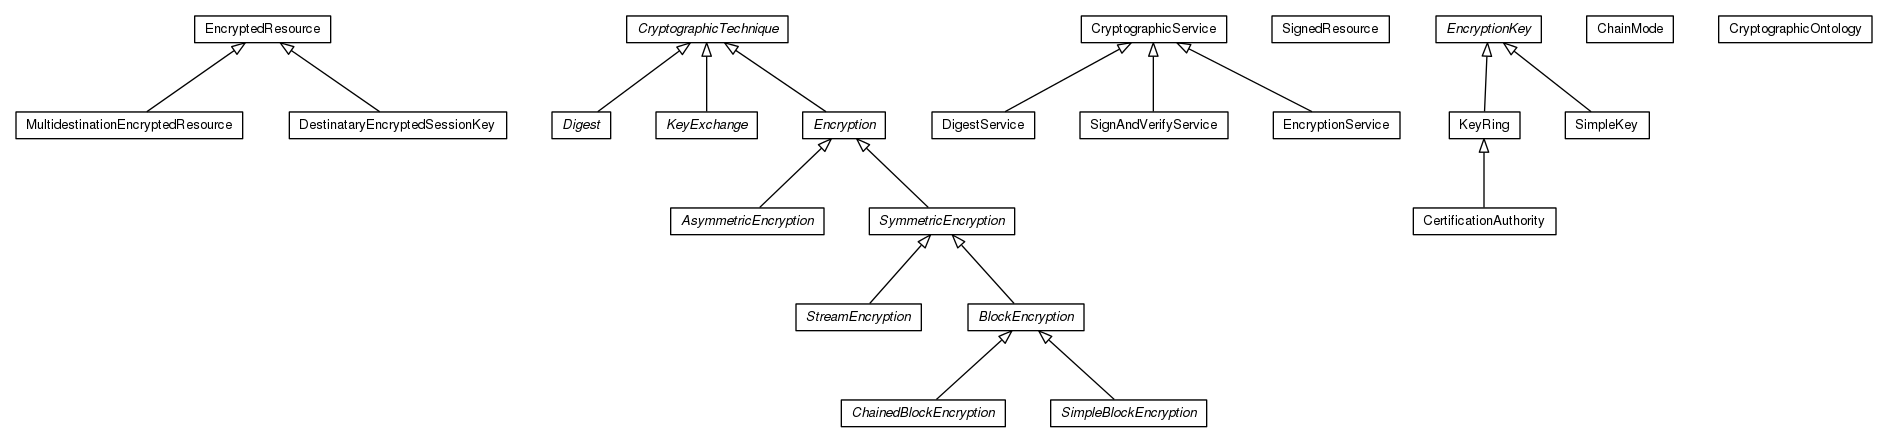 EncryptedResource
CryptographicTechnique
CryptographicService
SignedResource
EncryptionKey
ChainMode
CryptographicOntology
MultidestinationEncryptedResource
DestinataryEncryptedSessionKey
Digest
KeyExchange
Encryption
DigestService
SignAndVerifyService
EncryptionService
KeyRing
SimpleKey
AsymmetricEncryption
SymmetricEncryption
CertificationAuthority
StreamEncryption
BlockEncryption
ChainedBlockEncryption
SimpleBlockEncryption